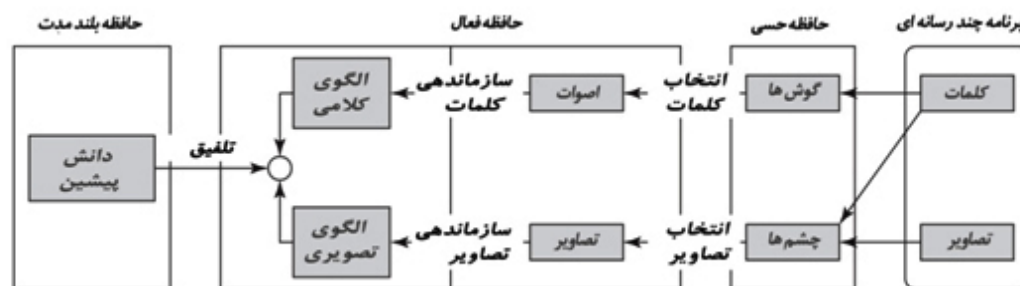 برنامه چند رسانه ای
حافظه حسی
حافظه فعال
حافظه بلند مدت
کلمات
گوش‌ها
انتخاب
کلمات
اصوات
سازماندهی
کلمات
الگوی
کلامی
تلفیق
دانش
پیشین
تصاویر
چشم‌ها
انتخاب
تصاویر
تصاویر
سازماندهی
تصاویر
الگوی
تصویری